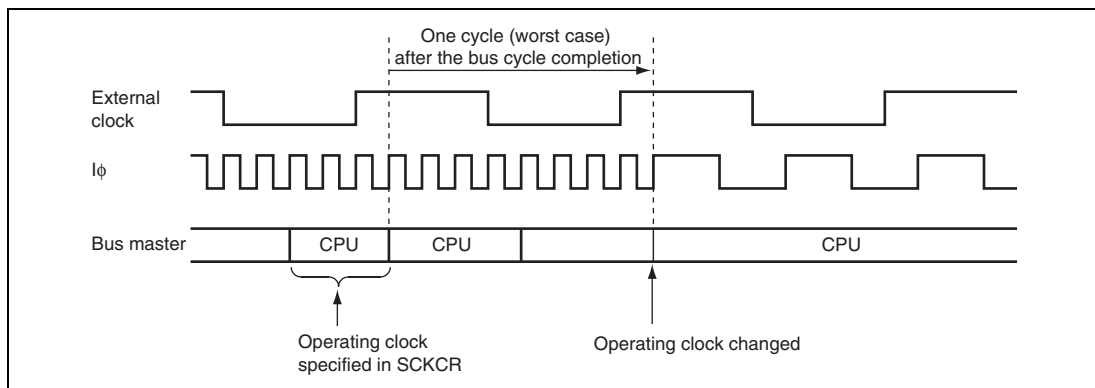 One cycle (worst case)
after the bus cycle completion
External
clock
Iϕ
Bus master
CPU
CPU
CPU
Operating clock
specified in SCKCR
Operating clock changed